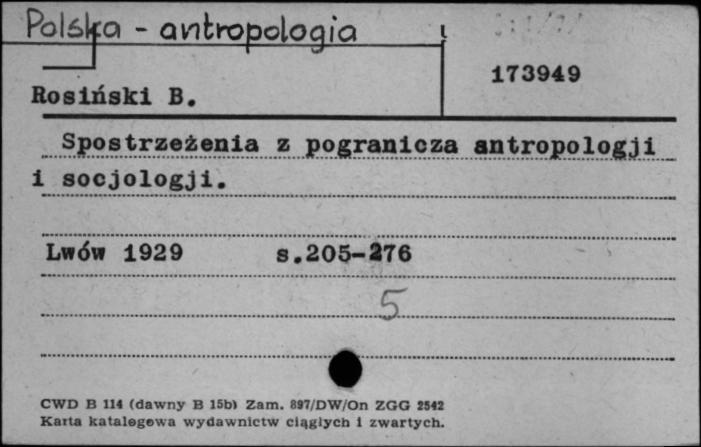 Polska - antropologia
173949
Rosiński B.
Spostrzeżenia z pogranicza antropologji
i socjologji.
Lwów 1929 s.205-276
5
CWD B 114 (dawny B 15b) Zam. 897/DW/On ZGG 2542
Karta katalogowa wydawnictw ciągłych i zwartych.